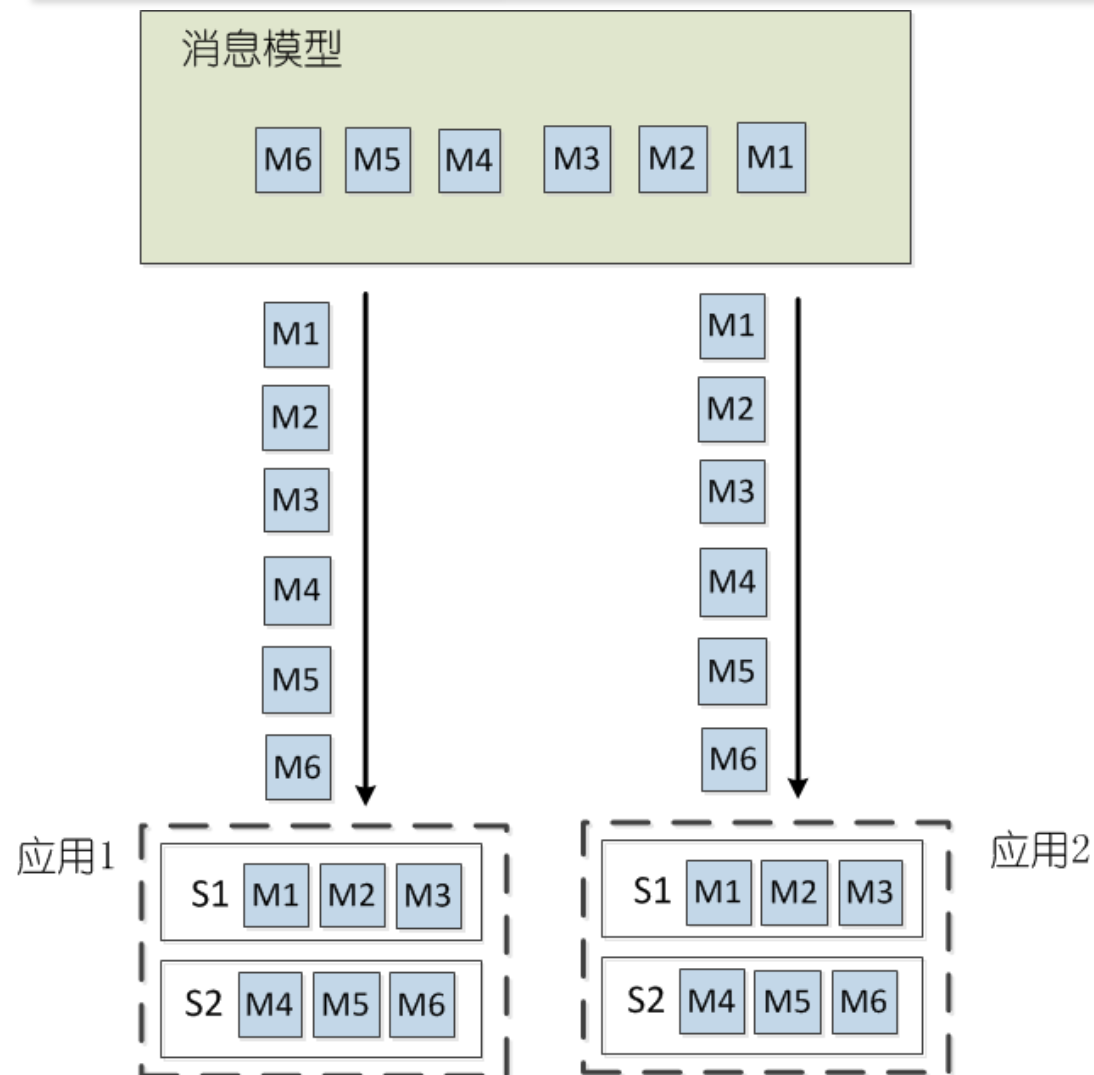 消息模型
M6 M5 M4 M3 M2 M1
M1 M1
M2 M2
M3 M3
M4 M4
M5 M5
M6 M6
应用1
S1 M1 M2 M3
S2 M4 M5 M6
应用2
S1 M1 M2 M3
S2 M4 M5 M6